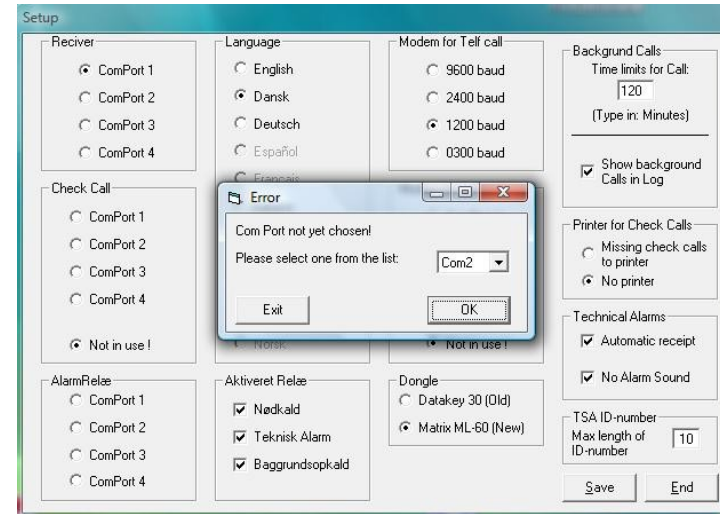 Setup
Reciver
ComPort 1
ComPort 2
ComPort 3
ComPort 4
Language
English
Dansk
Deutsch
Español
Français
Modem for Telf call
9600 baud
2400 baud
1200 baud
0300 baud
Backgrund Calls
Time limits for Call:
120
(Type in: Minutes)
Show background
Calls in Log
Check Call
ComPort 1
ComPort 2
ComPort 3
ComPort 4
Not in use !
Error
Com Port not yet chosen!
Please select one from the list:
Com2
Exit
OK
Norsk
Not in use !
Printer for Check Calls
Missing check calls
to printer
No printer
Technical Alarms
Automatic receipt
No Alarm Sound
AlarmRelæ
ComPort 1
ComPort 2
ComPort 3
ComPort 4
Aktiveret Relæ
Nødkald
Teknisk Alarm
Baggrundsopkald
Dongle
Datakey 30 (Old)
Matrix ML-60 (New)
TSA ID-number
Max length of
ID-number
10
Save
End